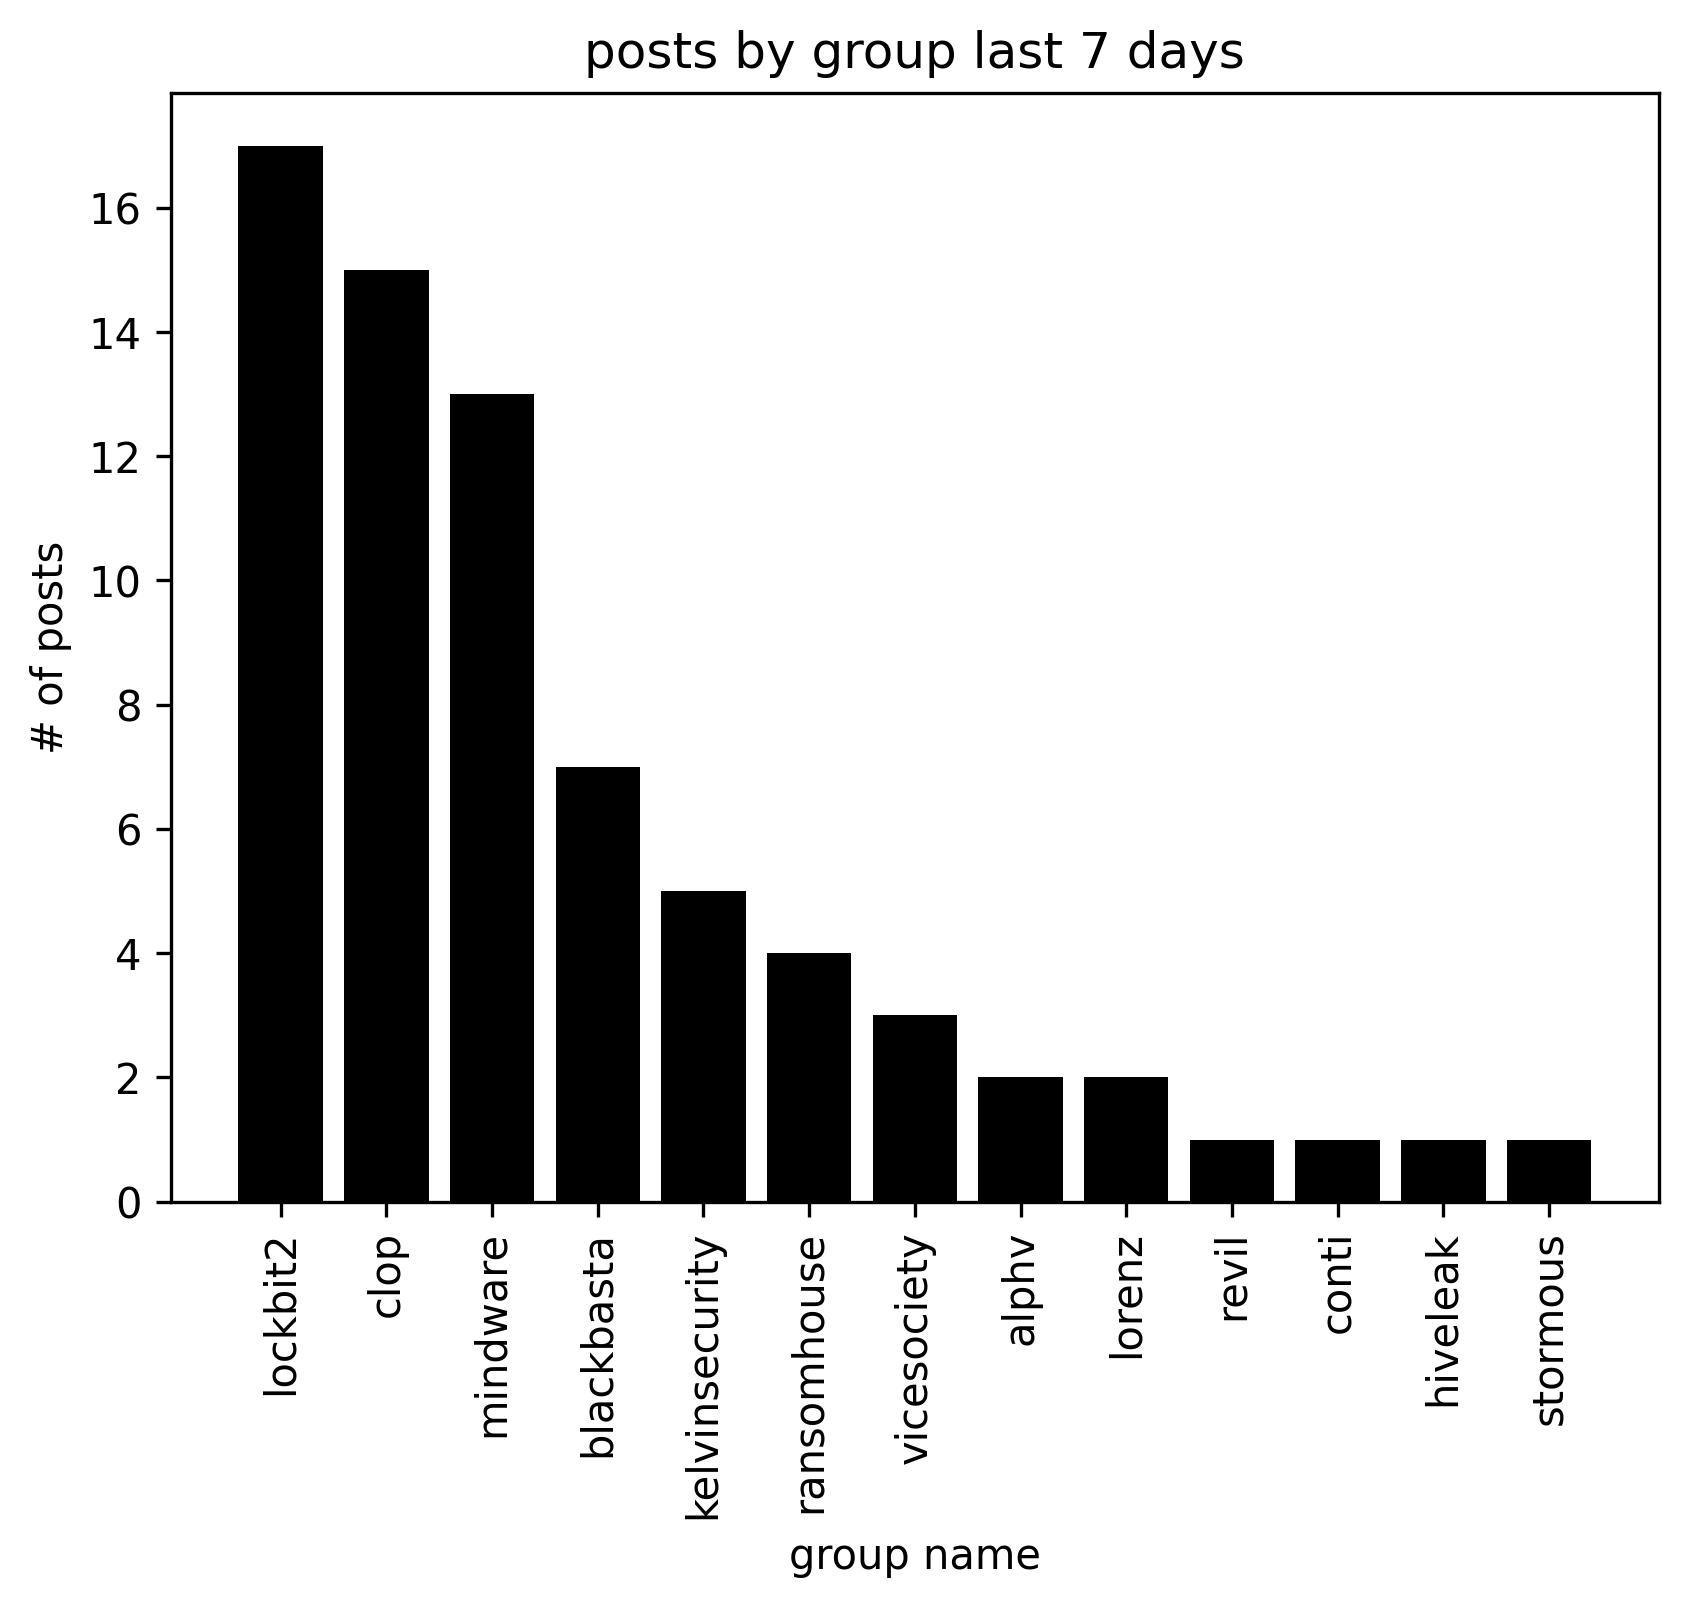 posts by group last 7 days
# of posts
16
14
12
10
8
6
4
2
0
lockbit2
clop
mindware
blackbasta
kelvinsecurity
ransomhouse
vicesociety
alphv
lorenz
revil
conti
hiveleak
stormous
group name